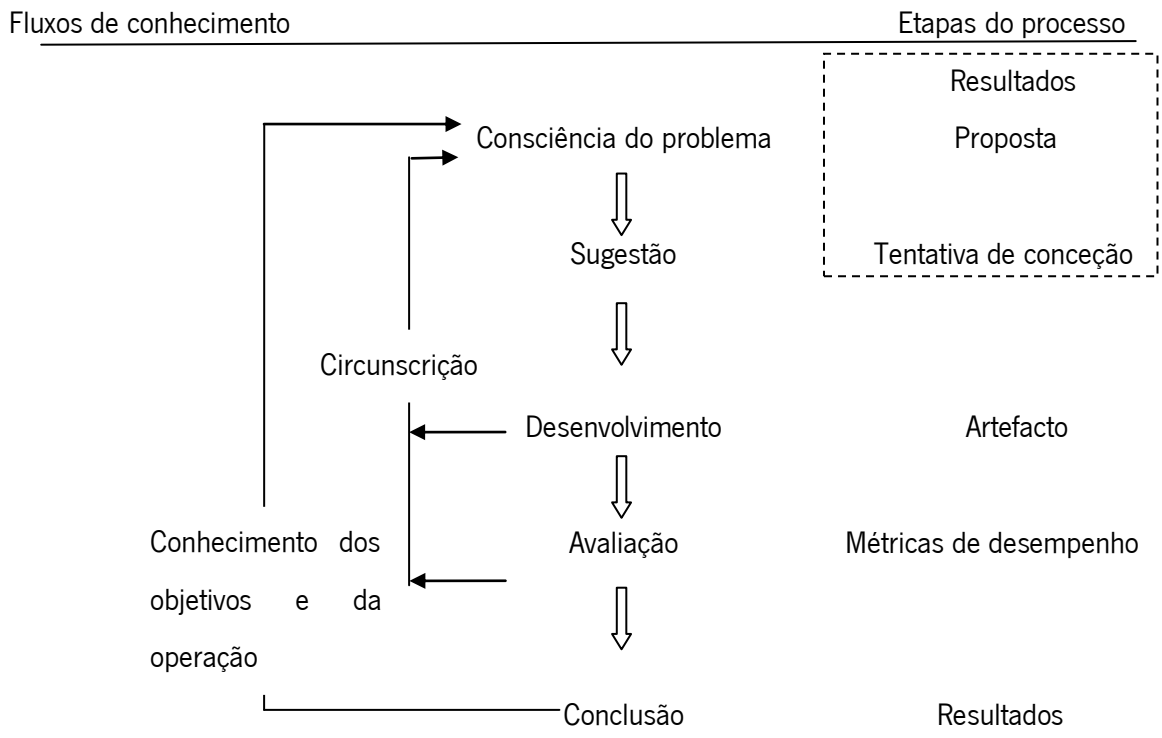 Fluxos de conhecimento
Etapas do processo
Resultados
Consciência do problema
Proposta
Sugestão
Tentativa de conceção
Circunscrição
Desenvolvimento
Artefacto
Conhecimento dos
objetivos e da
operação
Avaliação
Métricas de desempenho
Conclusão
Resultados